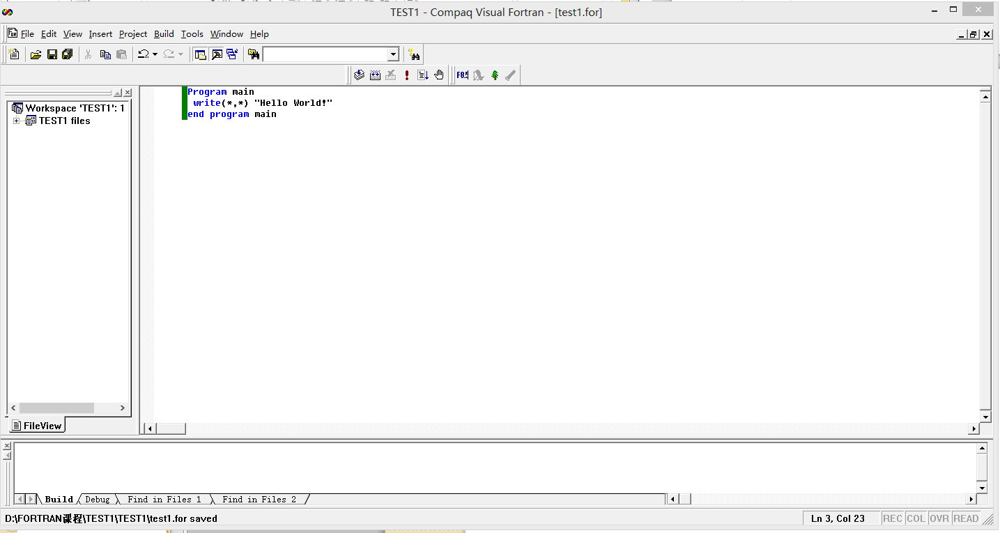 TEST1 - Compaq Visual Fortran - [test1.for]
File Edit View Insert Project Build Tools Window Help
F8.5
Workspace 'TEST1': 1
TEST1 files
Program main
write(*,*) "Hello World!"
end program main
FileView
Build Debug Find in Files 1 Find in Files 2
D:\FORTRAN课程\TEST1\TEST1\test1.for saved
Ln 3, Col 23 REC COL OVR READ